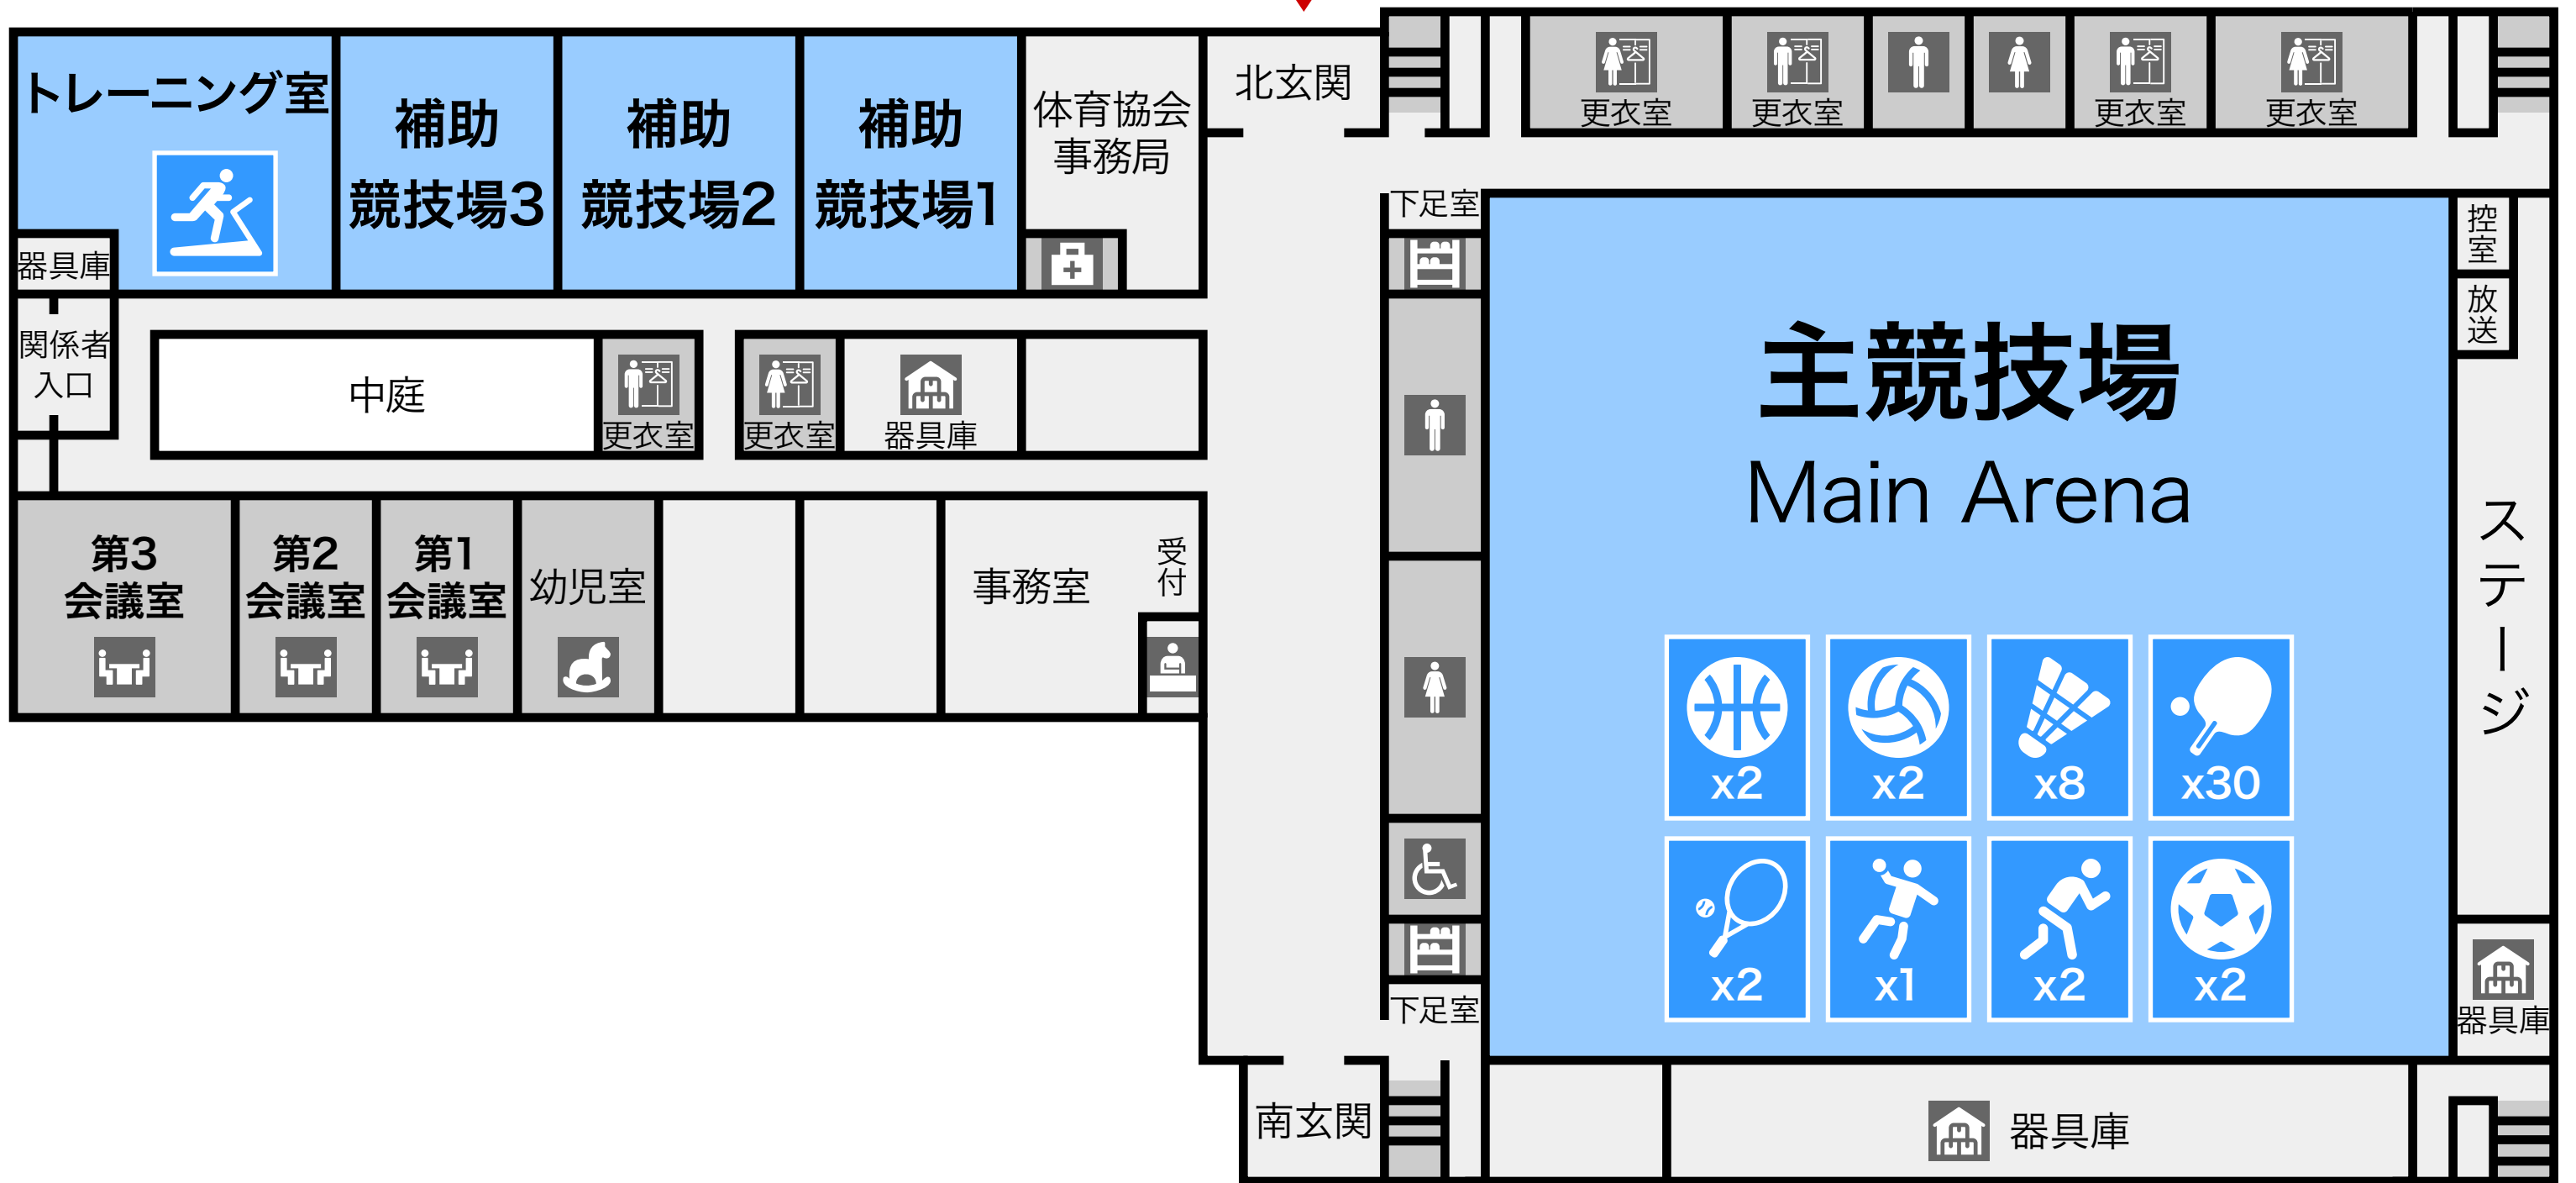 トレーニング室
補助
競技場3
補助
競技場2
補助
競技場1
体育協会
事務局
北玄関
更衣室
更衣室
更衣室
更衣室
下足室
控室
放送
器具庫
関係者
入口
中庭
更衣室
更衣室
器具庫
主競技場
Main Arena
ステージ
第3
会議室
第2
会議室
第1
会議室
幼児室
事務室
受付
x2
x2
x8
x30
x2
x1
x2
x2
下足室
器具庫
南玄関
器具庫